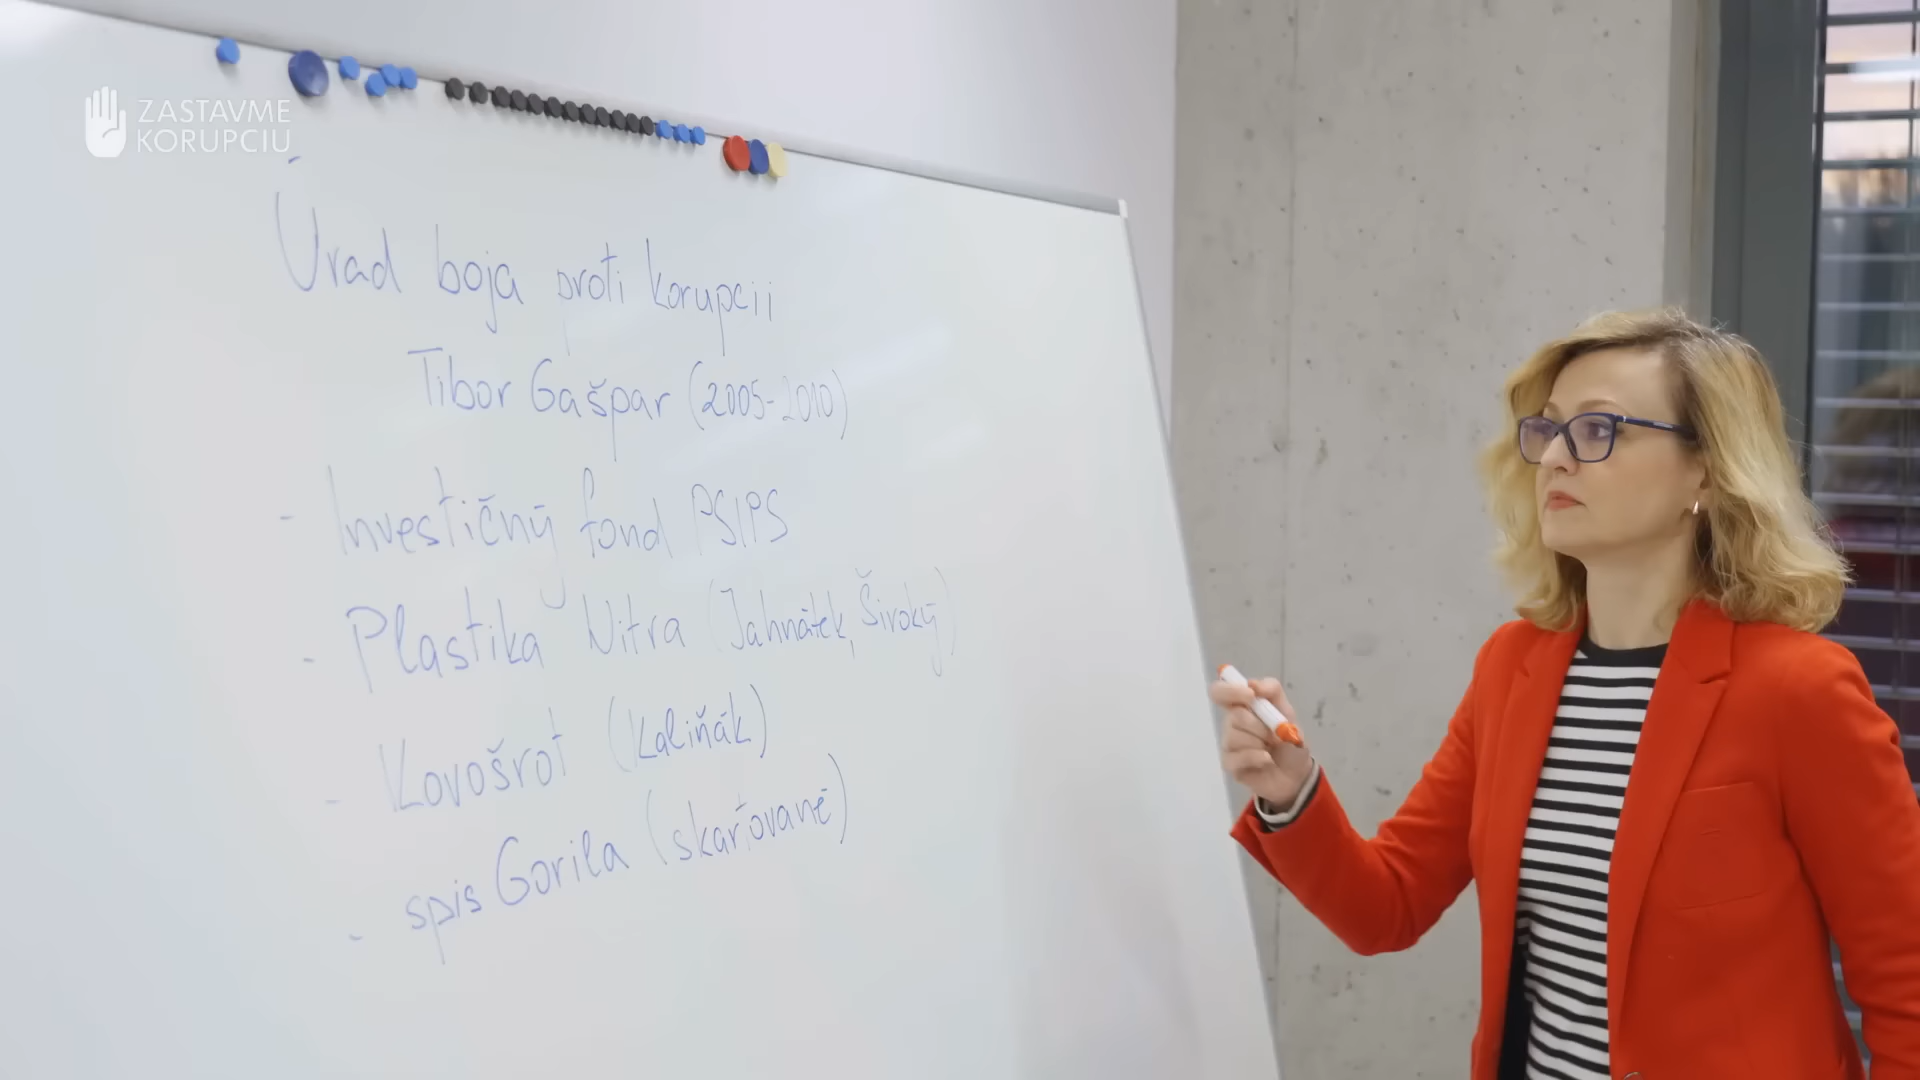 ZASTAVME
KORUPCIU
Úrad boja proti korupcii
Tibor Gašpar (2005-2010)
- Investičný fond PSIPS
- Plastika Nitra (Jahnátek, Široký)
- Kovošrot (Kaliňák)
- spis Gorila (skartované)